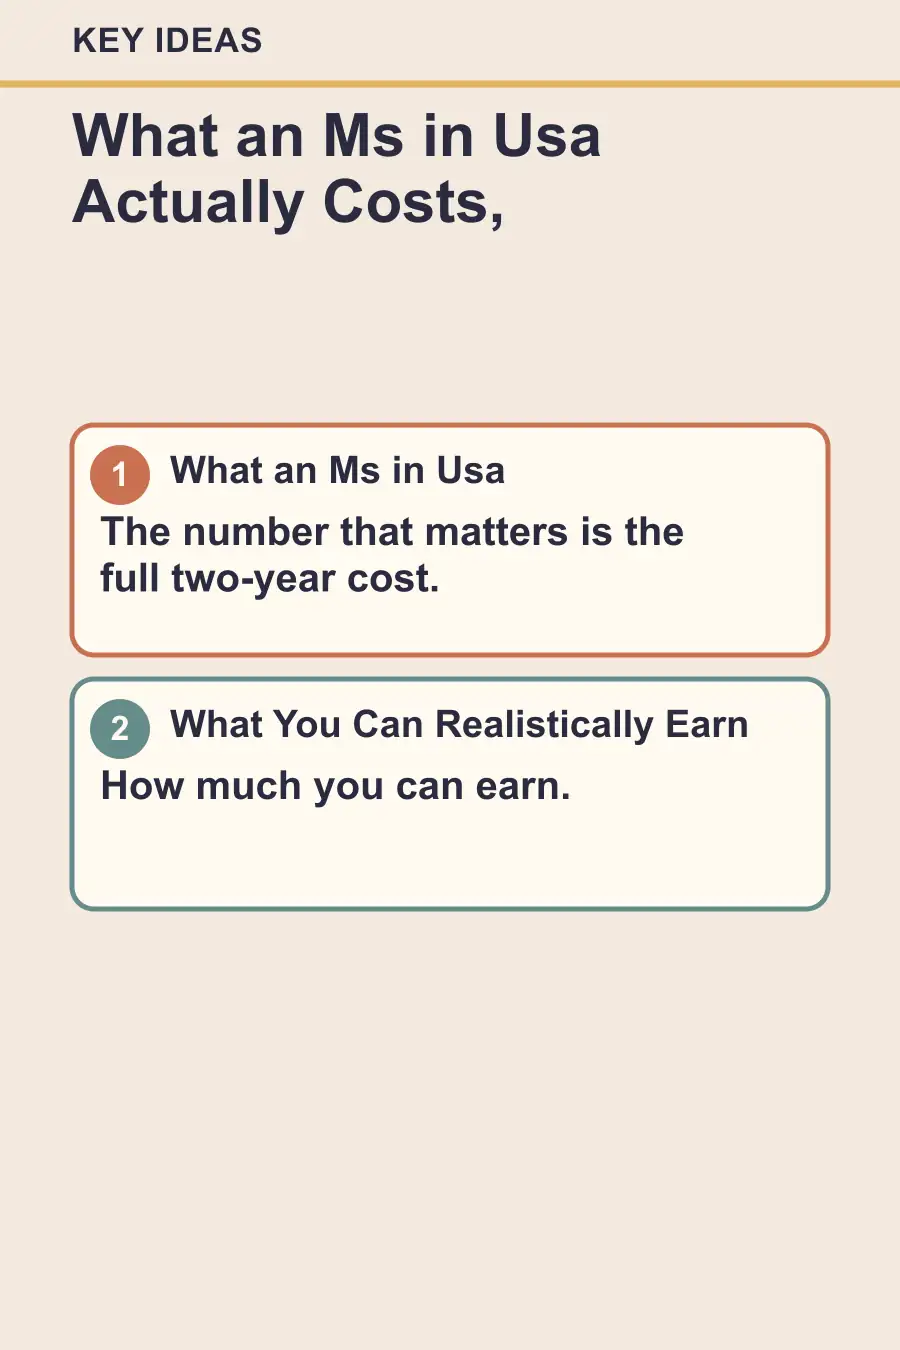 KEY IDEAS
What an Ms in Usa
Actually Costs,
1
What an Ms in Usa
The number that matters is the
full two-year cost.
2
What You Can Realistically Earn
How much you can earn.